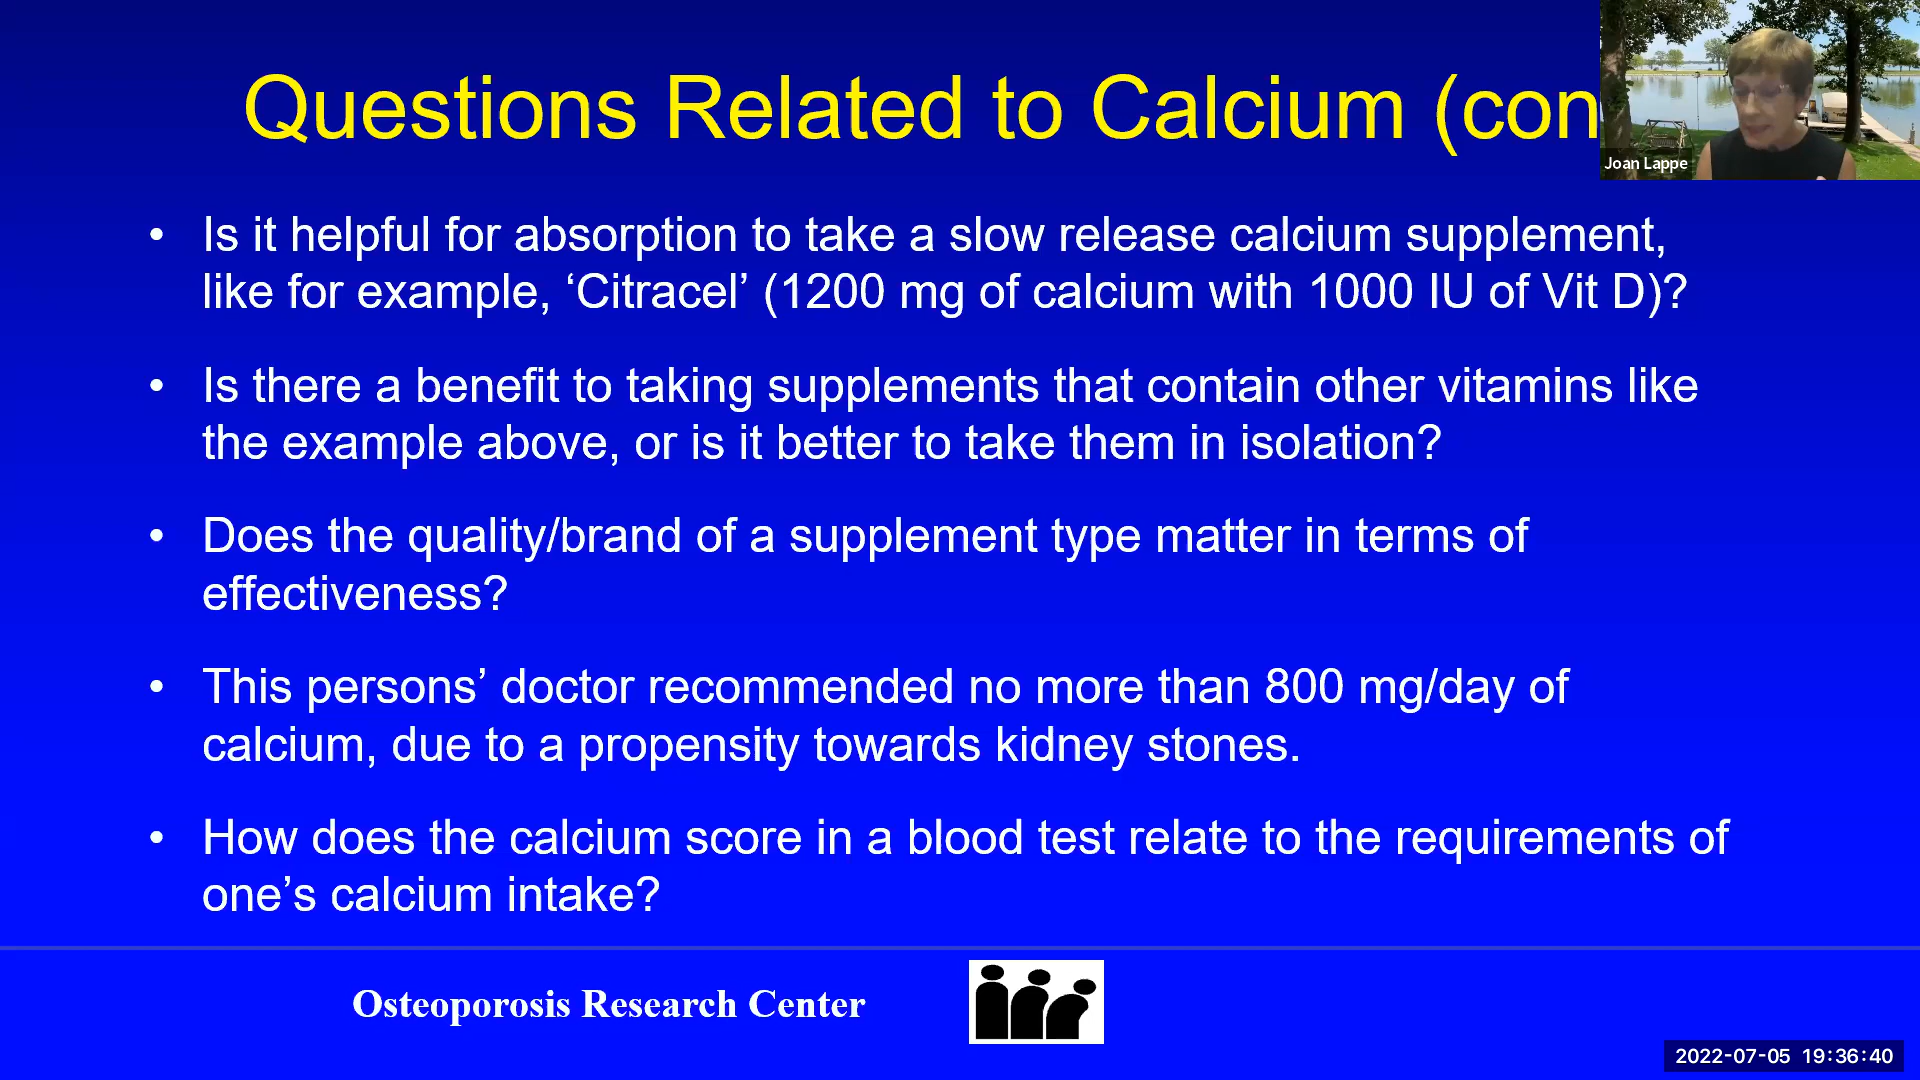 Questions Related to Calcium (con
Joan Lappe
• Is it helpful for absorption to take a slow release calcium supplement,
like for example, ‘Citracel’ (1200 mg of calcium with 1000 IU of Vit D)?
• Is there a benefit to taking supplements that contain other vitamins like
the example above, or is it better to take them in isolation?
• Does the quality/brand of a supplement type matter in terms of
effectiveness?
• This persons’ doctor recommended no more than 800 mg/day of
calcium, due to a propensity towards kidney stones.
• How does the calcium score in a blood test relate to the requirements of
one’s calcium intake?
Osteoporosis Research Center
2022-07-05 19:36:40